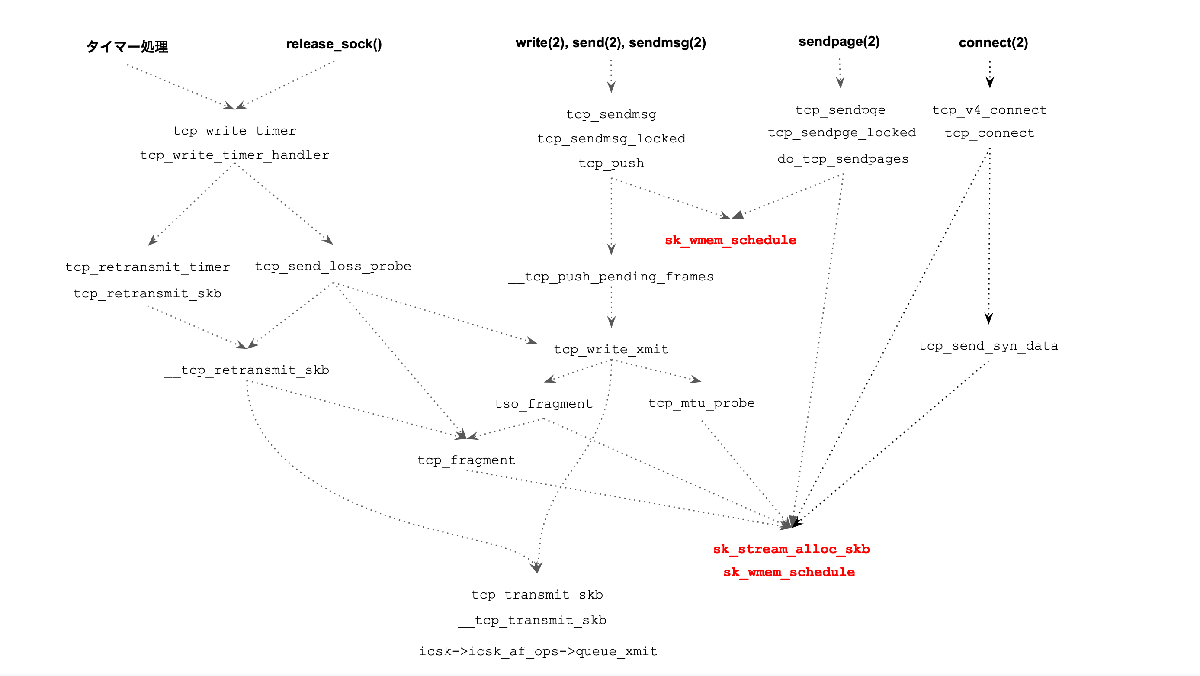 タイマー処理
release_sock()
write(2), send(2), sendmsg(2)
sendpage(2)
connect(2)
tcp_write_timer
tcp_write_timer_handler
tcp_sendmsg
tcp_sendmsg_locked
tcp_push
tcp_sendpge
tcp_sendpge_locked
do_tcp_sendpages
tcp_v4_connect
tcp_connect
sk_wmem_schedule
tcp_retransmit_timer
tcp_retransmit_skb
tcp_send_loss_probe
__tcp_push_pending_frames
tcp_write_xmit
tcp_send_syn_data
__tcp_retransmit_skb
tso_fragment
tcp_mtu_probe
tcp_fragment
sk_stream_alloc_skb
sk_wmem_schedule
tcp_transmit_skb
__tcp_transmit_skb
icsk->icsk_af_ops->queue_xmit